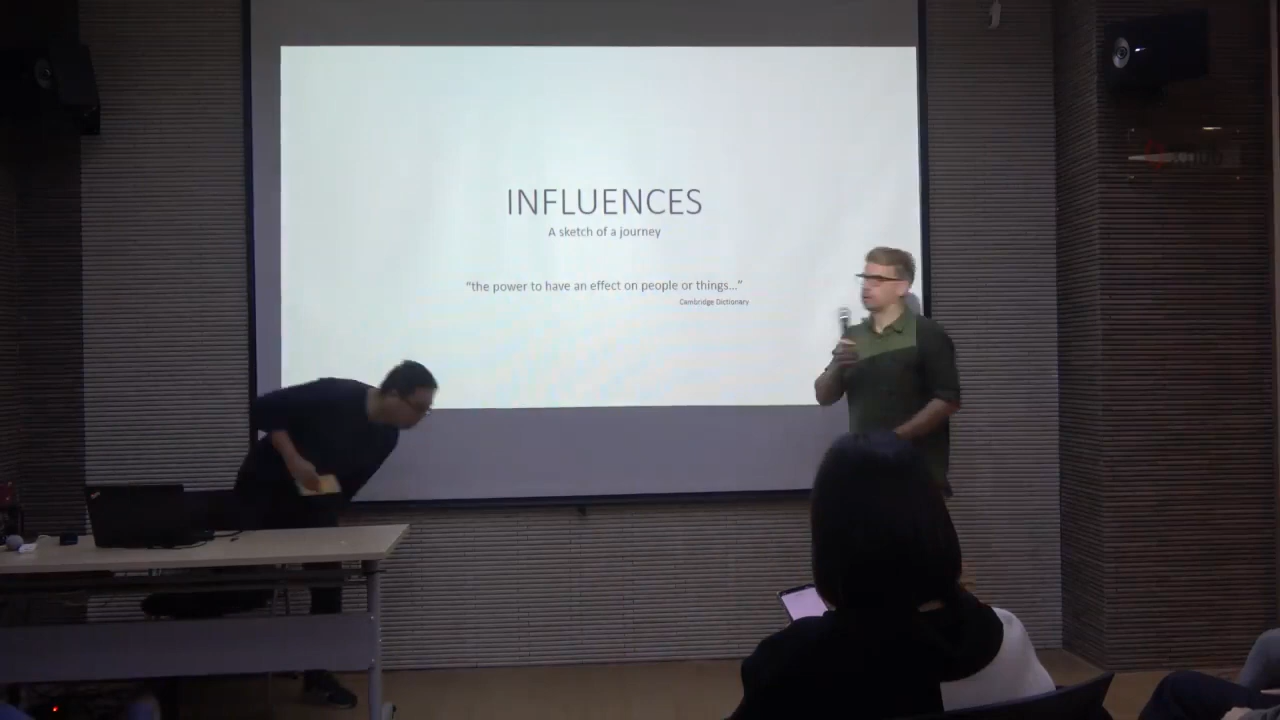 INFLUENCES
A sketch of a journey
"the power to have an effect on people or things..."
Cambridge Dictionary